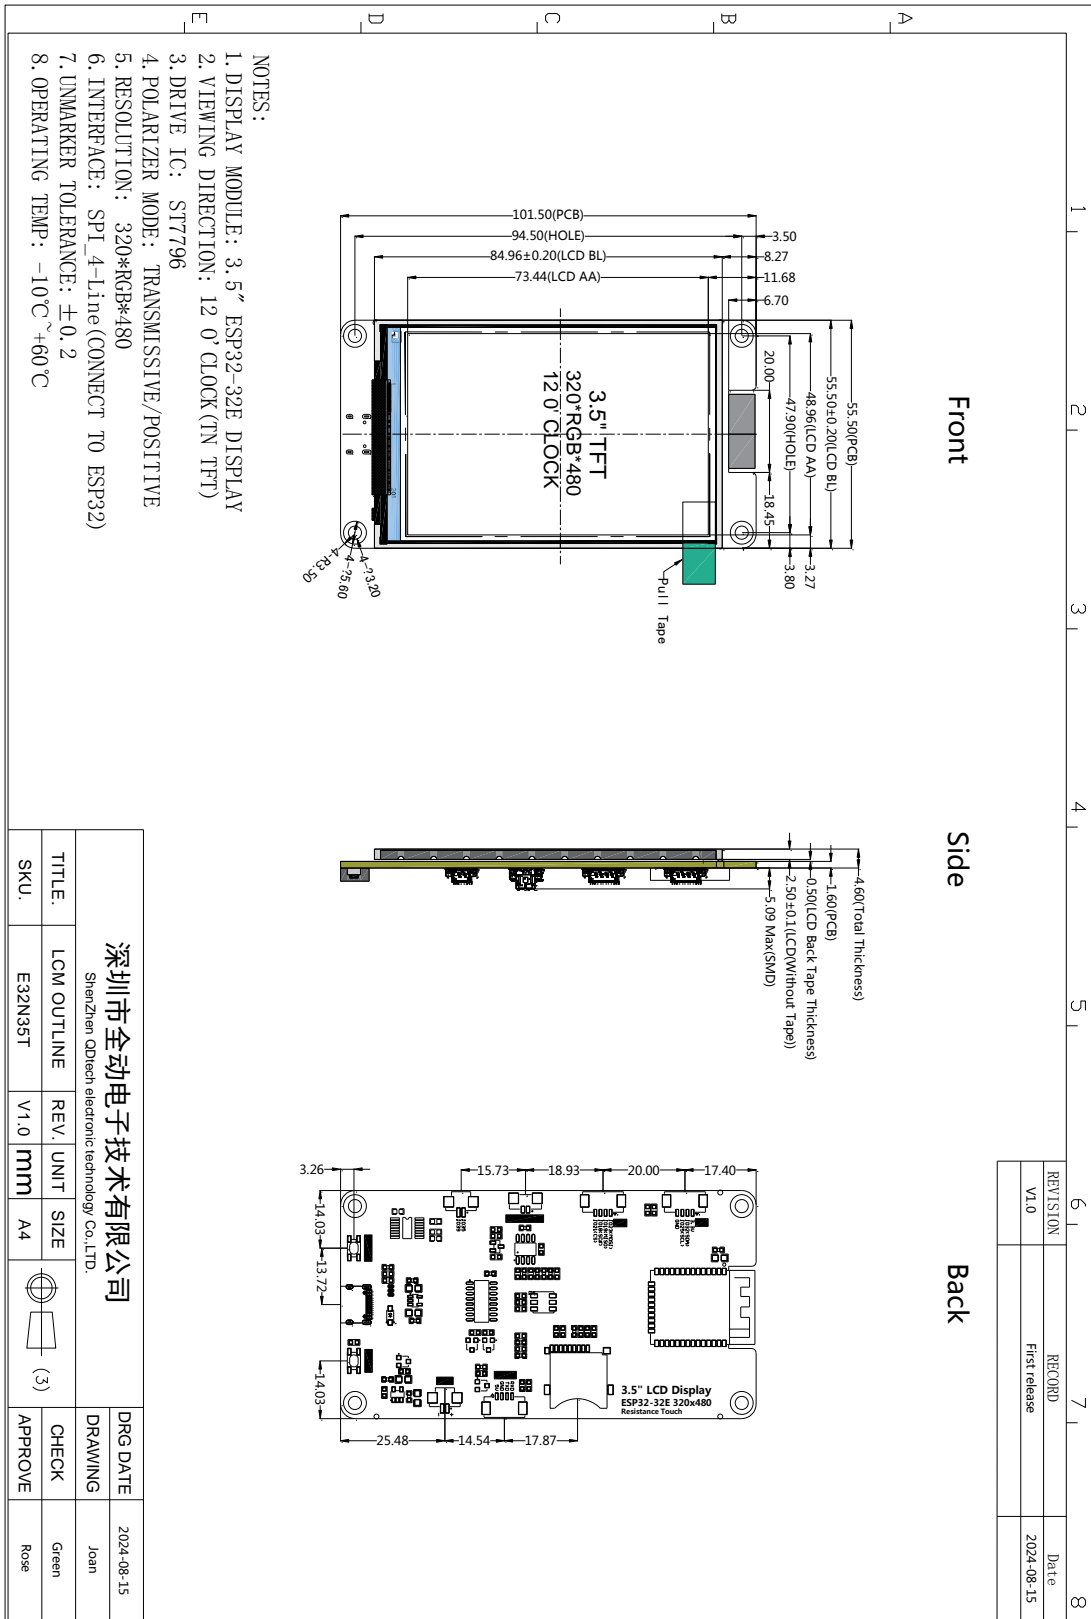 A
B
C
D
E
1
2
3
4
5
6
7
8
REVISION
RECORD
Date
V1.0
First release
2024-08-15
Front
Side
Back
101.50(PCB)
94.50(HOLE)
3.50
84.96±0.20(LCD BL)
8.27
73.44(LCD AA)
11.68
6.70
55.50(PCB)
55.50±0.20(LCD BL)
48.96(LCD AA)
47.90(HOLE)
20.00
18.45
3.27
3.80
3.5" TFT
320*RGB*480
12 0' CLOCK
4-?3.20
4-?5.60
4-R3.50
Pull Tape
4.60(Total Thickness)
1.60(PCB)
0.50(LCD Back Tape Thickness)
2.50±0.1(LCD(Without Tape))
5.09 Max(SMD)
3.26
15.73
18.93
20.00
17.40
14.03
13.72
14.03
25.48
14.54
17.87
3.5" LCD Display
ESP32-32E 320x480
Resistance Touch
NOTES:
1. DISPLAY MODULE: 3.5" ESP32-32E DISPLAY
2. VIEWING DIRECTION: 12 O'CLOCK(TN TFT)
3. DRIVE IC: ST7796
4. POLARIZER MODE: TRANSMISSIVE/POSITIVE
5. RESOLUTION: 320*RGB*480
6. INTERFACE: SPI_4-Line(CONNECT TO ESP32)
7. UNMARKER TOLERANCE: ±0.2
8. OPERATING TEMP: -10℃~+60℃
深圳市全动电子技术有限公司
ShenZhen QDtech electronic technology Co.,LTD.
TITLE. LCM OUTLINE REV. UNIT SIZE
SKU. E32N35T V1.0 mm A4
(3)
DRG DATE 2024-08-15
DRAWING Joan
CHECK Green
APPROVE Rose